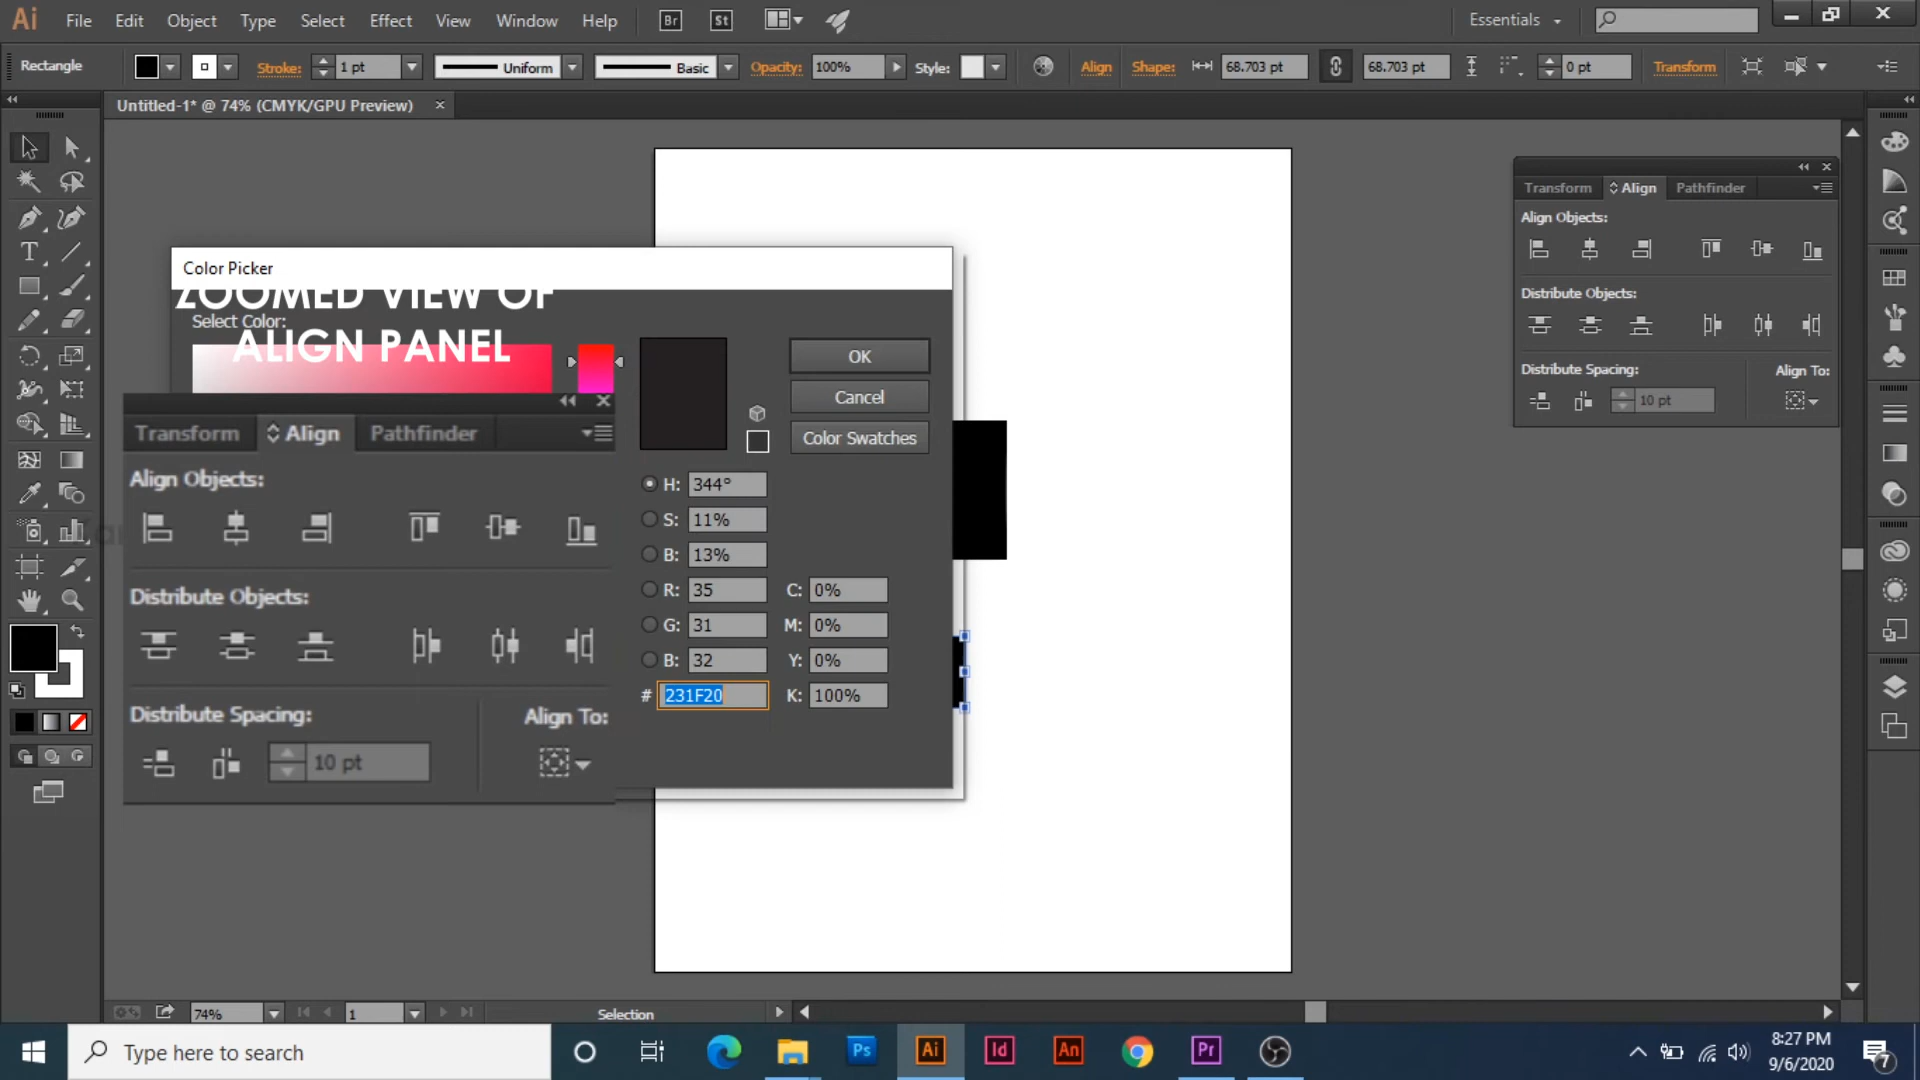 Ai File Edit Object Type Select Effect View Window Help Br St Essentials
Rectangle Stroke: 1 pt Uniform Basic Opacity: 100% Style: Align Shape: 68.703 pt 68.703 pt 0 pt Transform
Untitled-1* @ 74% (CMYK/GPU Preview)
Transform Align Pathfinder
Align Objects:
Distribute Objects:
Distribute Spacing: Align To:
10 pt
Color Picker
ZOOMED VIEW OF
Select Color:
ALIGN PANEL
OK
Cancel
Color Swatches
Transform Align Pathfinder
Align Objects:
Distribute Objects:
Distribute Spacing: Align To:
10 pt
H: 344°
S: 11%
B: 13%
R: 35 C: 0%
G: 31 M: 0%
B: 32 Y: 0%
# 231F20 K: 100%
74% 1 Selection
Type here to search Ps Ai Id An Pr 8:27 PM
9/6/2020 7